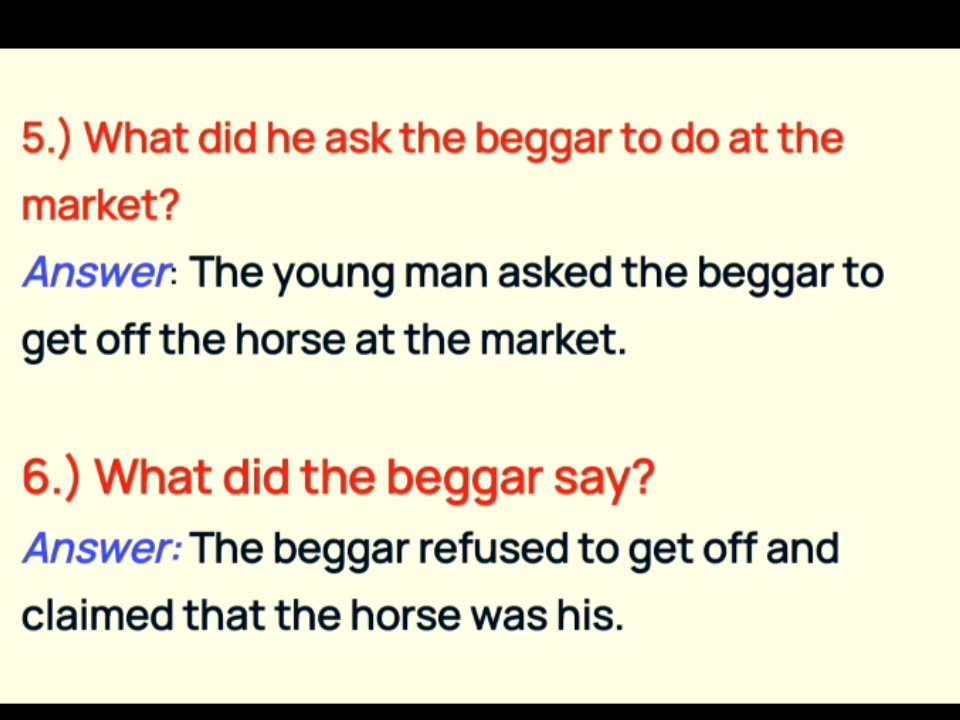 5.) What did he ask the beggar to do at the
market?
Answer: The young man asked the beggar to
get off the horse at the market.
6.) What did the beggar say?
Answer: The beggar refused to get off and
claimed that the horse was his.